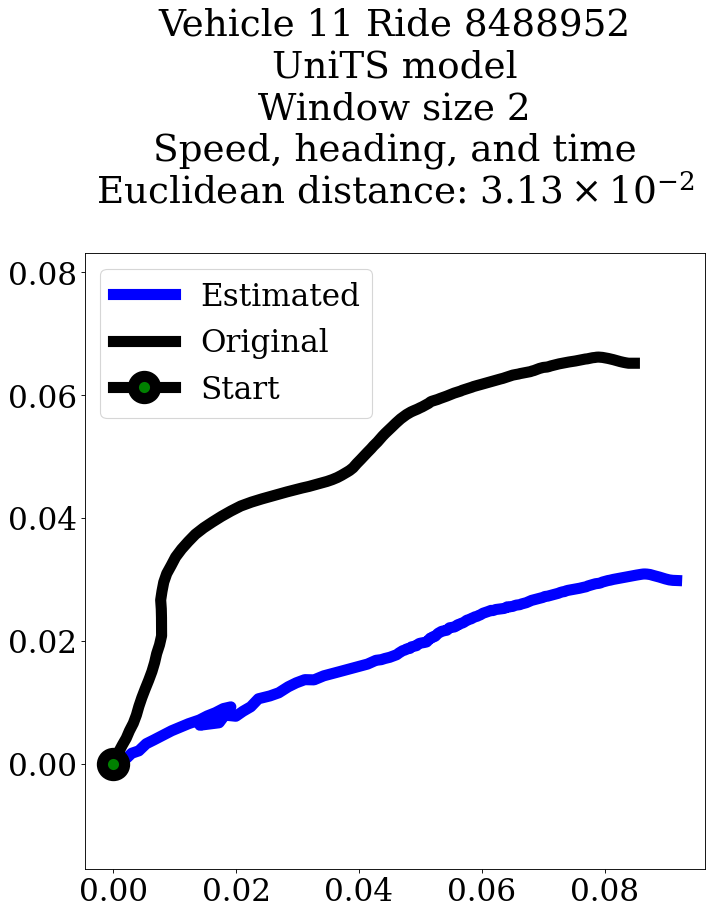 Vehicle 11 Ride 8488952
UniTS model
Window size 2
Speed, heading, and time
Euclidean distance: 3.13 × 10⁻²
Estimated
Original
Start
0.08
0.06
0.04
0.02
0.00
0.00 0.02 0.04 0.06 0.08